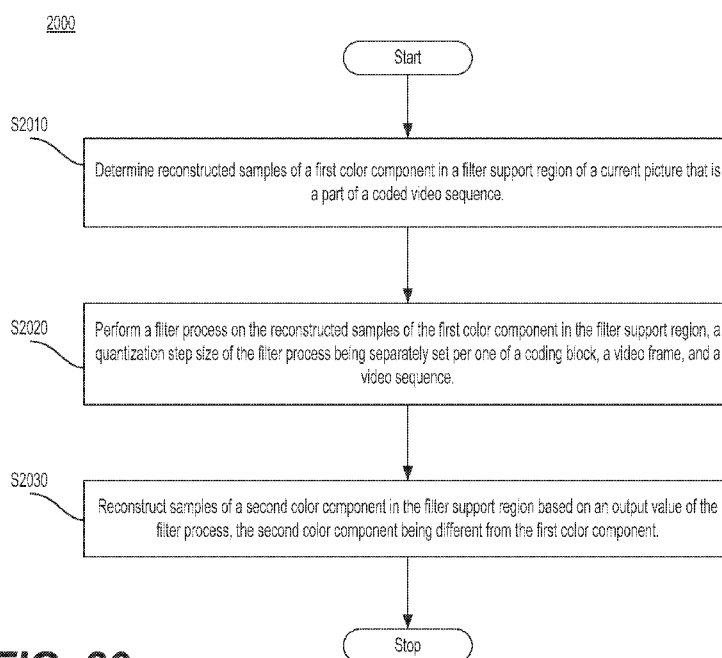 2000
Start
S2010
Determine reconstructed samples of a first color component in a filter support region of a current picture that is
a part of a coded video sequence.
S2020
Perform a filter process on the reconstructed samples of the first color component in the filter support region, a
quantization step size of the filter process being separately set per one of a coding block, a video frame, and a
video sequence.
S2030
Reconstruct samples of a second color component in the filter support region based on an output value of the
filter process, the second color component being different from the first color component.
Stop